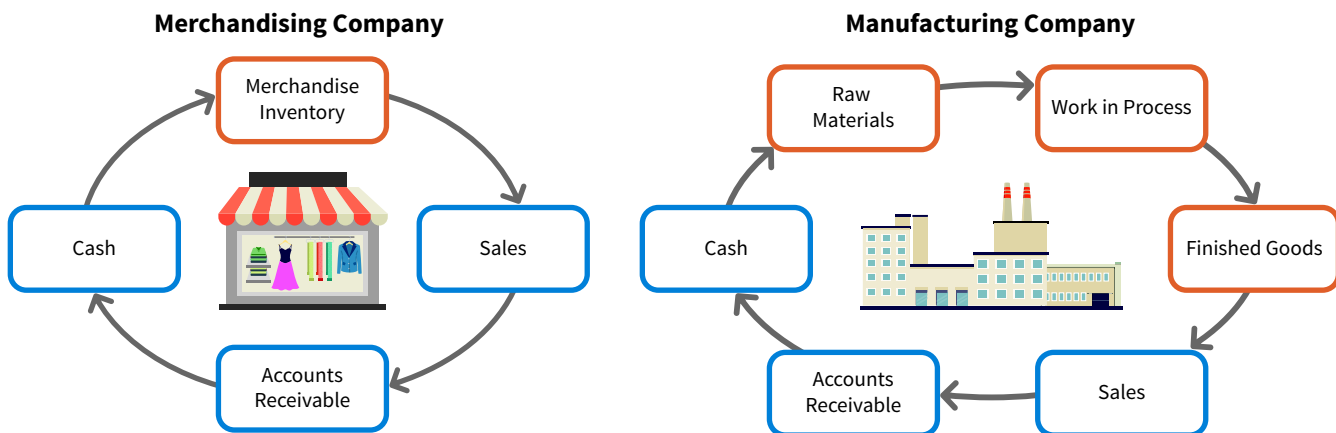 Merchandising Company
Merchandise
Inventory
Cash
Sales
Accounts
Receivable
Manufacturing Company
Raw
Materials
Work in Process
Cash
Finished Goods
Accounts
Receivable
Sales